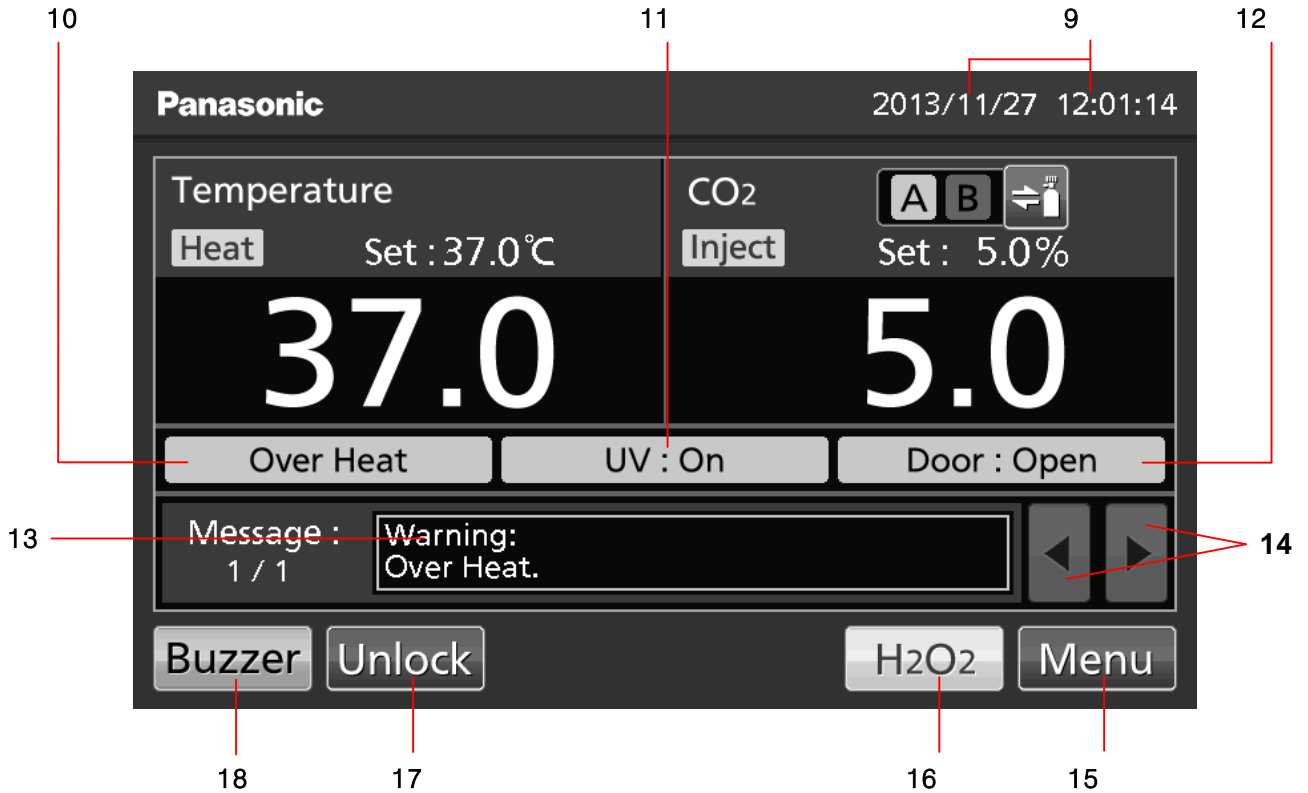 10 11 9 12
Panasonic 2013/11/27 12:01:14
Temperature CO2 A B
Heat Set : 37.0℃ Inject Set : 5.0%
37.0 5.0
Over Heat UV : On Door : Open
13 Message : Warning: 14
1 / 1 Over Heat.
Buzzer Unlock H2O2 Menu
18 17 16 15